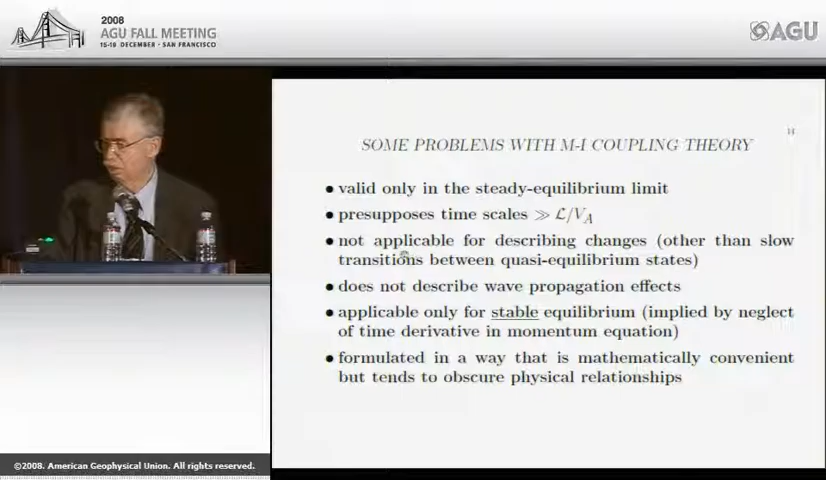 2008
AGU FALL MEETING
15-19 DECEMBER · SAN FRANCISCO
AGU
SOME PROBLEMS WITH M-I COUPLING THEORY
• valid only in the steady-equilibrium limit
• presupposes time scales ≫ ℒ/V_A
• not applicable for describing changes (other than slow
transitions between quasi-equilibrium states)
• does not describe wave propagation effects
• applicable only for stable equilibrium (implied by neglect
of time derivative in momentum equation)
• formulated in a way that is mathematically convenient
but tends to obscure physical relationships
©2008. American Geophysical Union. All rights reserved.